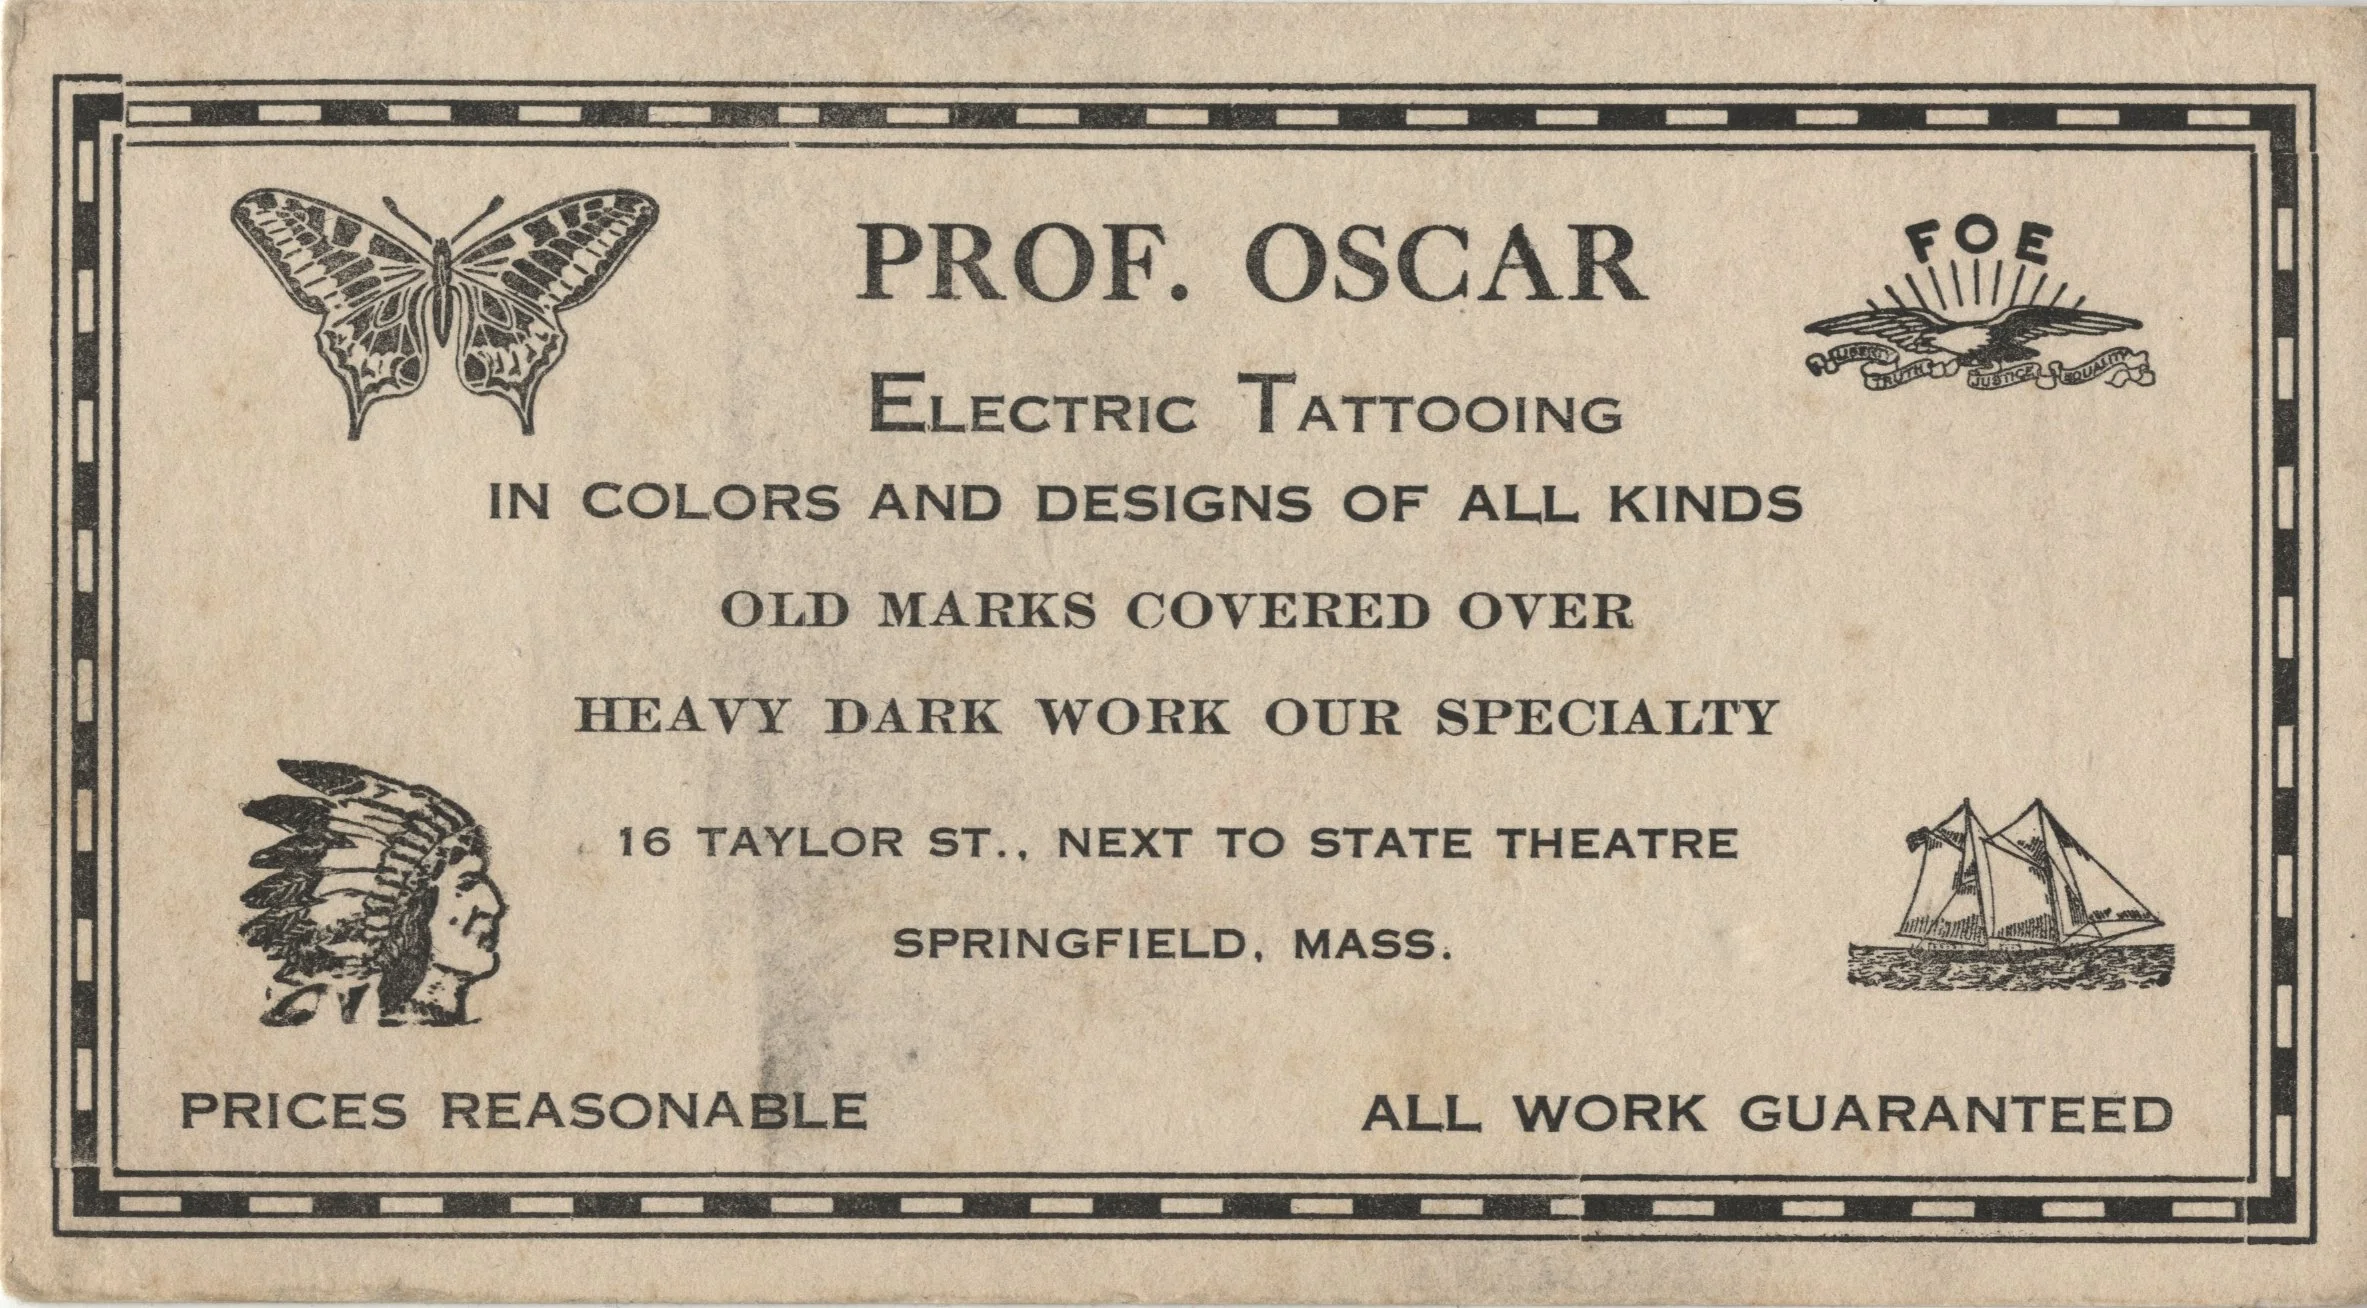 PROF. OSCAR
FOE
LIBERTY TRUTH JUSTICE EQUALITY
ELECTRIC TATTOOING
IN COLORS AND DESIGNS OF ALL KINDS
OLD MARKS COVERED OVER
HEAVY DARK WORK OUR SPECIALTY
16 TAYLOR ST., NEXT TO STATE THEATRE
SPRINGFIELD, MASS.
PRICES REASONABLE
ALL WORK GUARANTEED